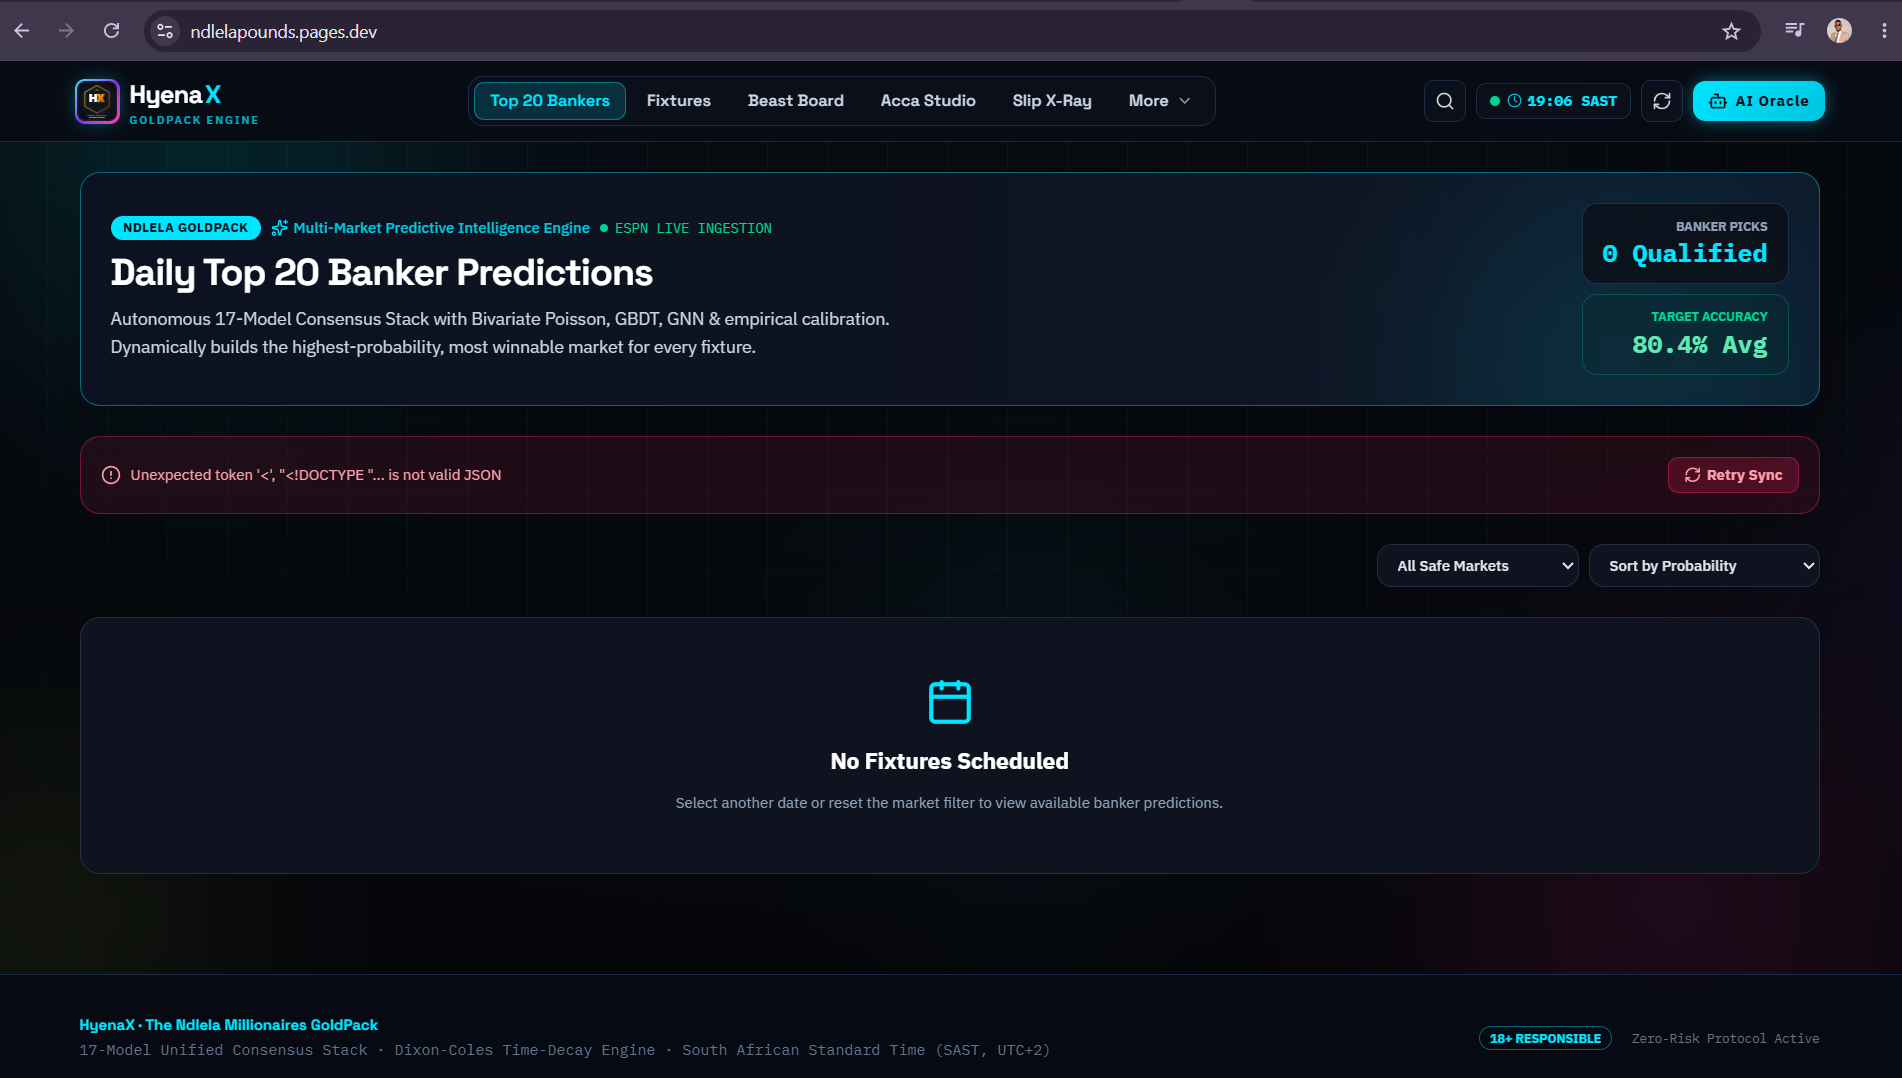 ndlelapounds.pages.dev
HX
HyenaX
GOLDPACK ENGINE
Top 20 Bankers
Fixtures
Beast Board
Acca Studio
Slip X-Ray
More
19:06 SAST
AI Oracle
NDLELA GOLDPACK
Multi-Market Predictive Intelligence Engine
ESPN LIVE INGESTION
Daily Top 20 Banker Predictions
Autonomous 17-Model Consensus Stack with Bivariate Poisson, GBDT, GNN & empirical calibration.
Dynamically builds the highest-probability, most winnable market for every fixture.
BANKER PICKS
0 Qualified
TARGET ACCURACY
80.4% Avg
Unexpected token '<', "<!DOCTYPE "... is not valid JSON
Retry Sync
All Safe Markets
Sort by Probability
No Fixtures Scheduled
Select another date or reset the market filter to view available banker predictions.
HyenaX · The Ndlela Millionaires GoldPack
17-Model Unified Consensus Stack · Dixon-Coles Time-Decay Engine · South African Standard Time (SAST, UTC+2)
18+ RESPONSIBLE
Zero-Risk Protocol Active